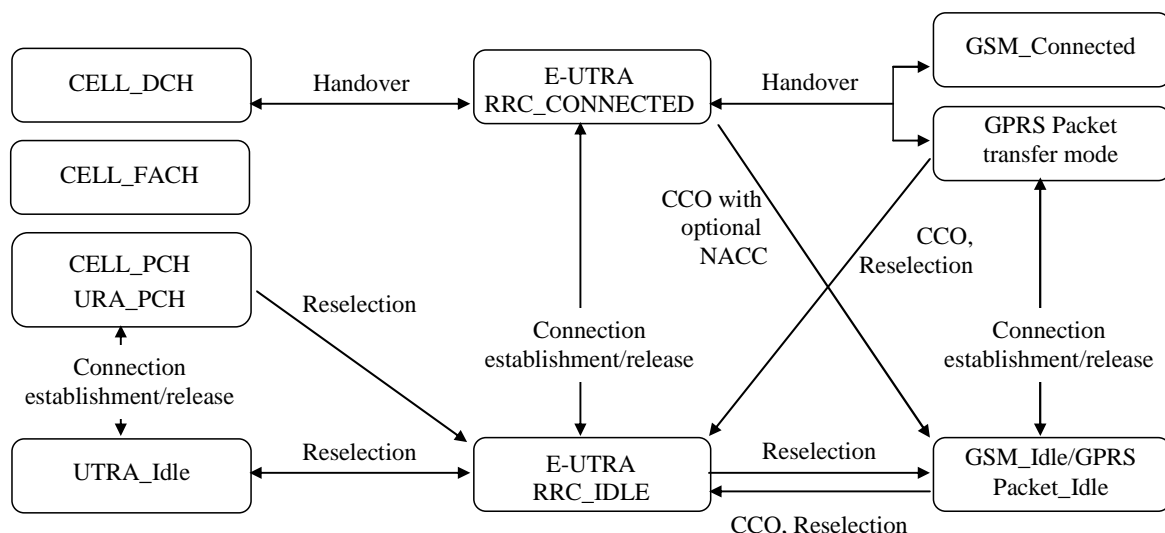 GSM_Connected
CELL_DCH
Handover
E-UTRA
RRC_CONNECTED
Handover
GPRS Packet
transfer mode
CELL_FACH
CCO with
optional
NACC
CCO,
Reselection
CELL_PCH
URA_PCH
Reselection
Connection
establishment/release
Connection
establishment/release
Connection
establishment/release
UTRA_Idle
Reselection
E-UTRA
RRC_IDLE
Reselection
GSM_Idle/GPRS
Packet_Idle
CCO, Reselection